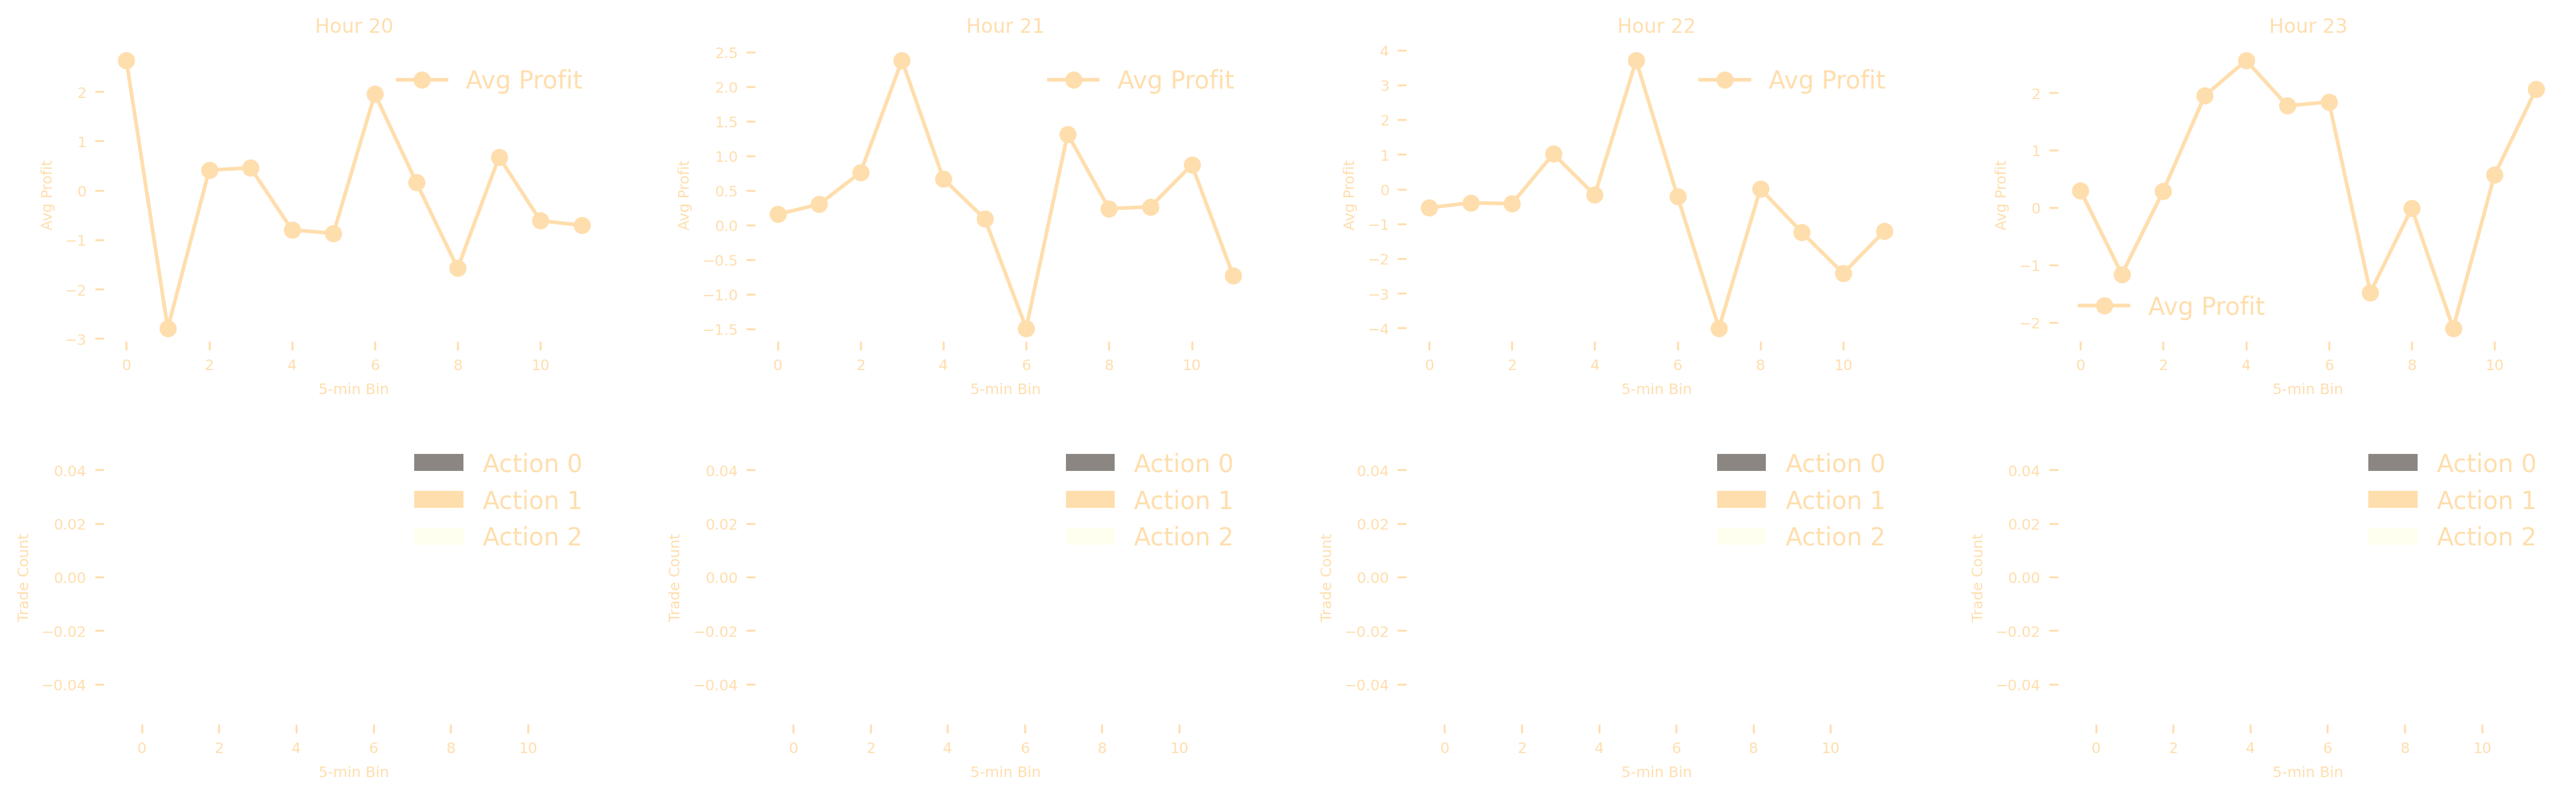 Hour 20
Avg Profit
2
1
0
−1
−2
−3
Avg Profit
0 2 4 6 8 10
5-min Bin
Hour 21
Avg Profit
2.5
2.0
1.5
1.0
0.5
0.0
−0.5
−1.0
−1.5
Avg Profit
0 2 4 6 8 10
5-min Bin
Hour 22
Avg Profit
4
3
2
1
0
−1
−2
−3
−4
Avg Profit
0 2 4 6 8 10
5-min Bin
Hour 23
Avg Profit
2
1
0
−1
−2
Avg Profit
0 2 4 6 8 10
5-min Bin
Trade Count
0.04
0.02
0.00
−0.02
−0.04
Action 0
Action 1
Action 2
0 2 4 6 8 10
5-min Bin
Trade Count
0.04
0.02
0.00
−0.02
−0.04
Action 0
Action 1
Action 2
0 2 4 6 8 10
5-min Bin
Trade Count
0.04
0.02
0.00
−0.02
−0.04
Action 0
Action 1
Action 2
0 2 4 6 8 10
5-min Bin
Trade Count
0.04
0.02
0.00
−0.02
−0.04
Action 0
Action 1
Action 2
0 2 4 6 8 10
5-min Bin